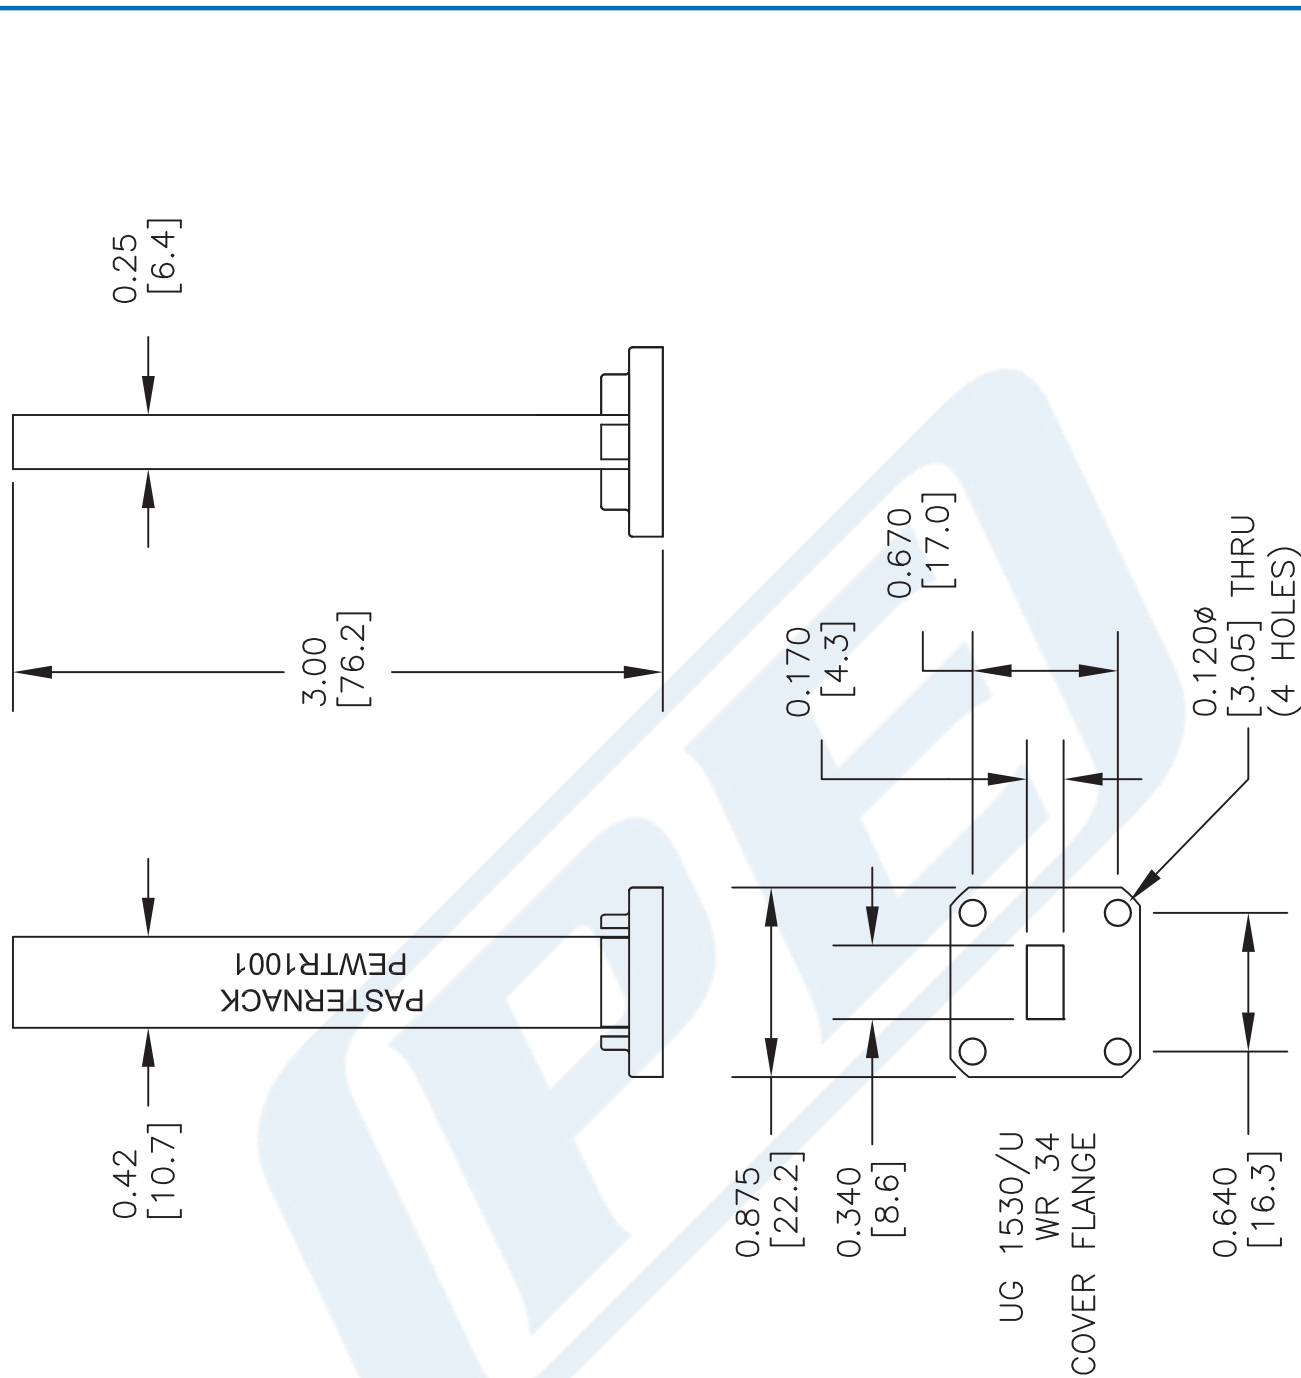 0.25
[6.4]
3.00
[76.2]
0.42
[10.7]
PASTERNACK
PEWTR1001
0.670
[17.0]
0.170
[4.3]
0.120ø
[3.05] THRU
(4 HOLES)
0.875
[22.2]
0.340
[8.6]
UG 1530/U
WR 34
COVER FLANGE
0.640
[16.3]
PE